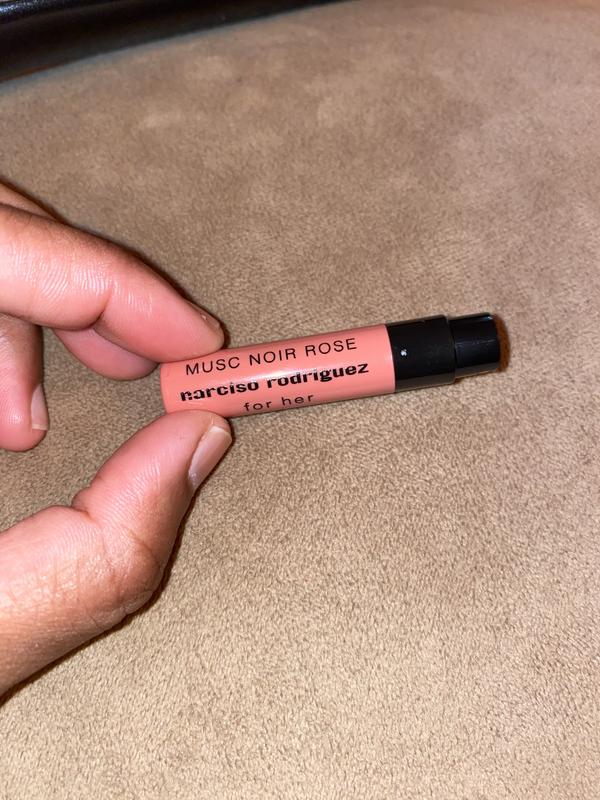 MUSC NOIR ROSE
narciso rodriguez
for her